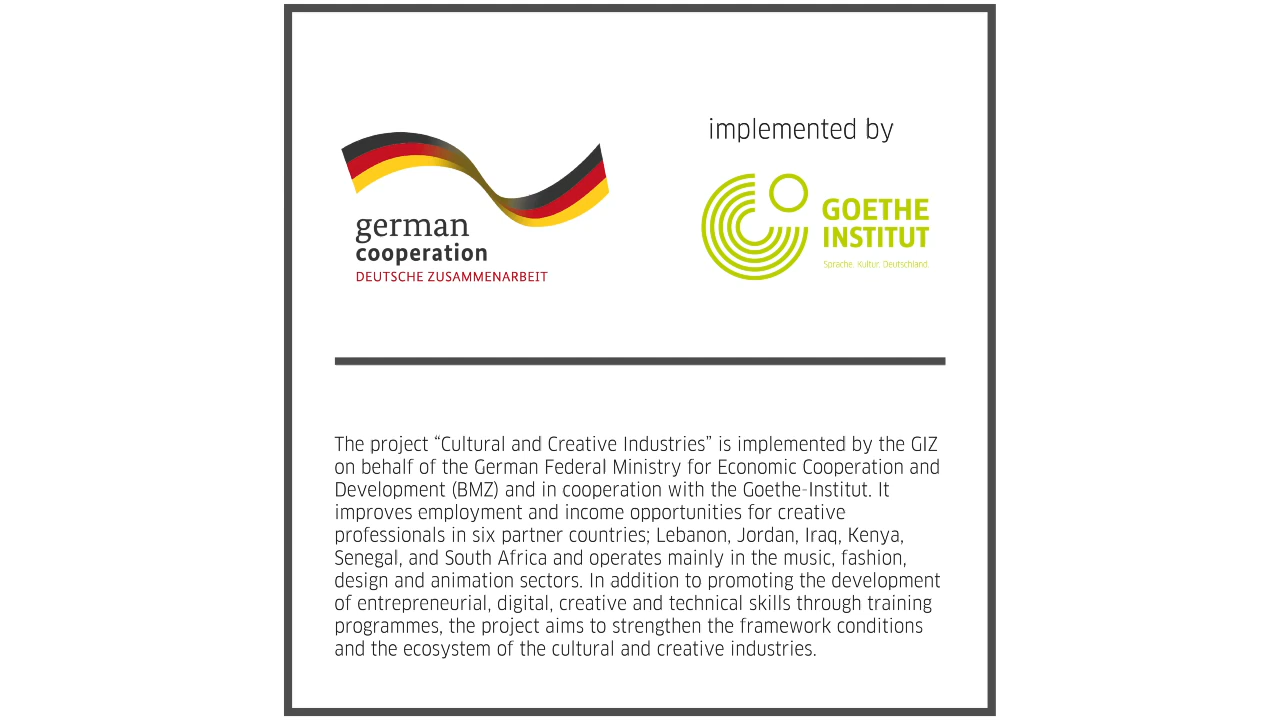 implemented by
german
cooperation
DEUTSCHE ZUSAMMENARBEIT
GOETHE
INSTITUT
Sprache. Kultur. Deutschland.
The project “Cultural and Creative Industries” is implemented by the GIZ
on behalf of the German Federal Ministry for Economic Cooperation and
Development (BMZ) and in cooperation with the Goethe-Institut. It
improves employment and income opportunities for creative
professionals in six partner countries; Lebanon, Jordan, Iraq, Kenya,
Senegal, and South Africa and operates mainly in the music, fashion,
design and animation sectors. In addition to promoting the development
of entrepreneurial, digital, creative and technical skills through training
programmes, the project aims to strengthen the framework conditions
and the ecosystem of the cultural and creative industries.